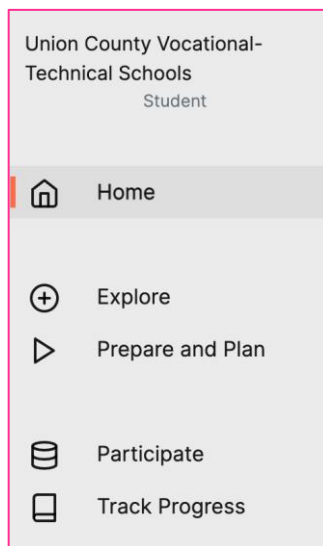 Union County Vocational-
Technical Schools
Student
Home
Explore
Prepare and Plan
Participate
Track Progress